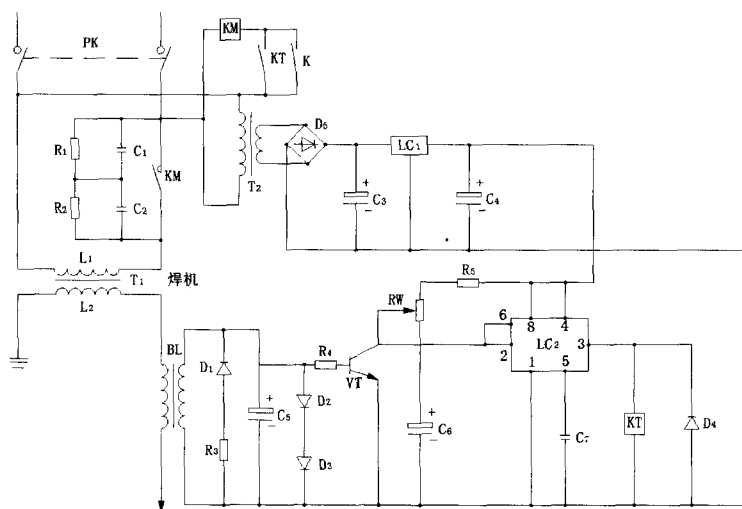 PK
KM
KT
K
R1
C1
KM
R2
C2
T2
D5
LC1
+
C3
−
+
C4
−
L1
T1
焊机
L2
BL
D1
R3
C5
+
−
R4
D2
D3
VT
RW
R5
+
C6
−
6
2
8
4
LC2
3
1
5
C7
KT
D4